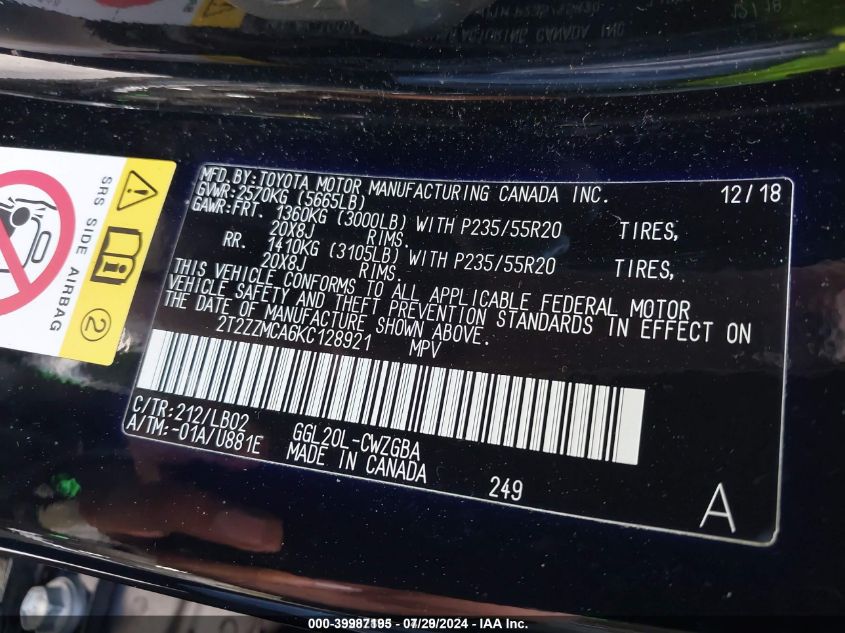 MFD. BY: TOYOTA MOTOR MANUFACTURING CANADA INC. 12/18
GVWR: 2570KG (5665LB)
GAWR: FRT. 1360KG (3000LB) WITH P235/55R20 TIRES,
20X8J RIMS.
RR. 1410KG (3105LB) WITH P235/55R20 TIRES,
20X8J RIMS.
THIS VEHICLE CONFORMS TO ALL APPLICABLE FEDERAL MOTOR
VEHICLE SAFETY AND THEFT PREVENTION STANDARDS IN EFFECT ON
THE DATE OF MANUFACTURE SHOWN ABOVE.
2T2ZZMCA6KC128921 MPV
C/TR: 212/LB02
A/TM: -01A/U881E
GGL20L-CWZGBA
MADE IN CANADA
249
A
SRS SIDE AIRBAG
2
000-39987195 - 07/29/2024 - IAA Inc.